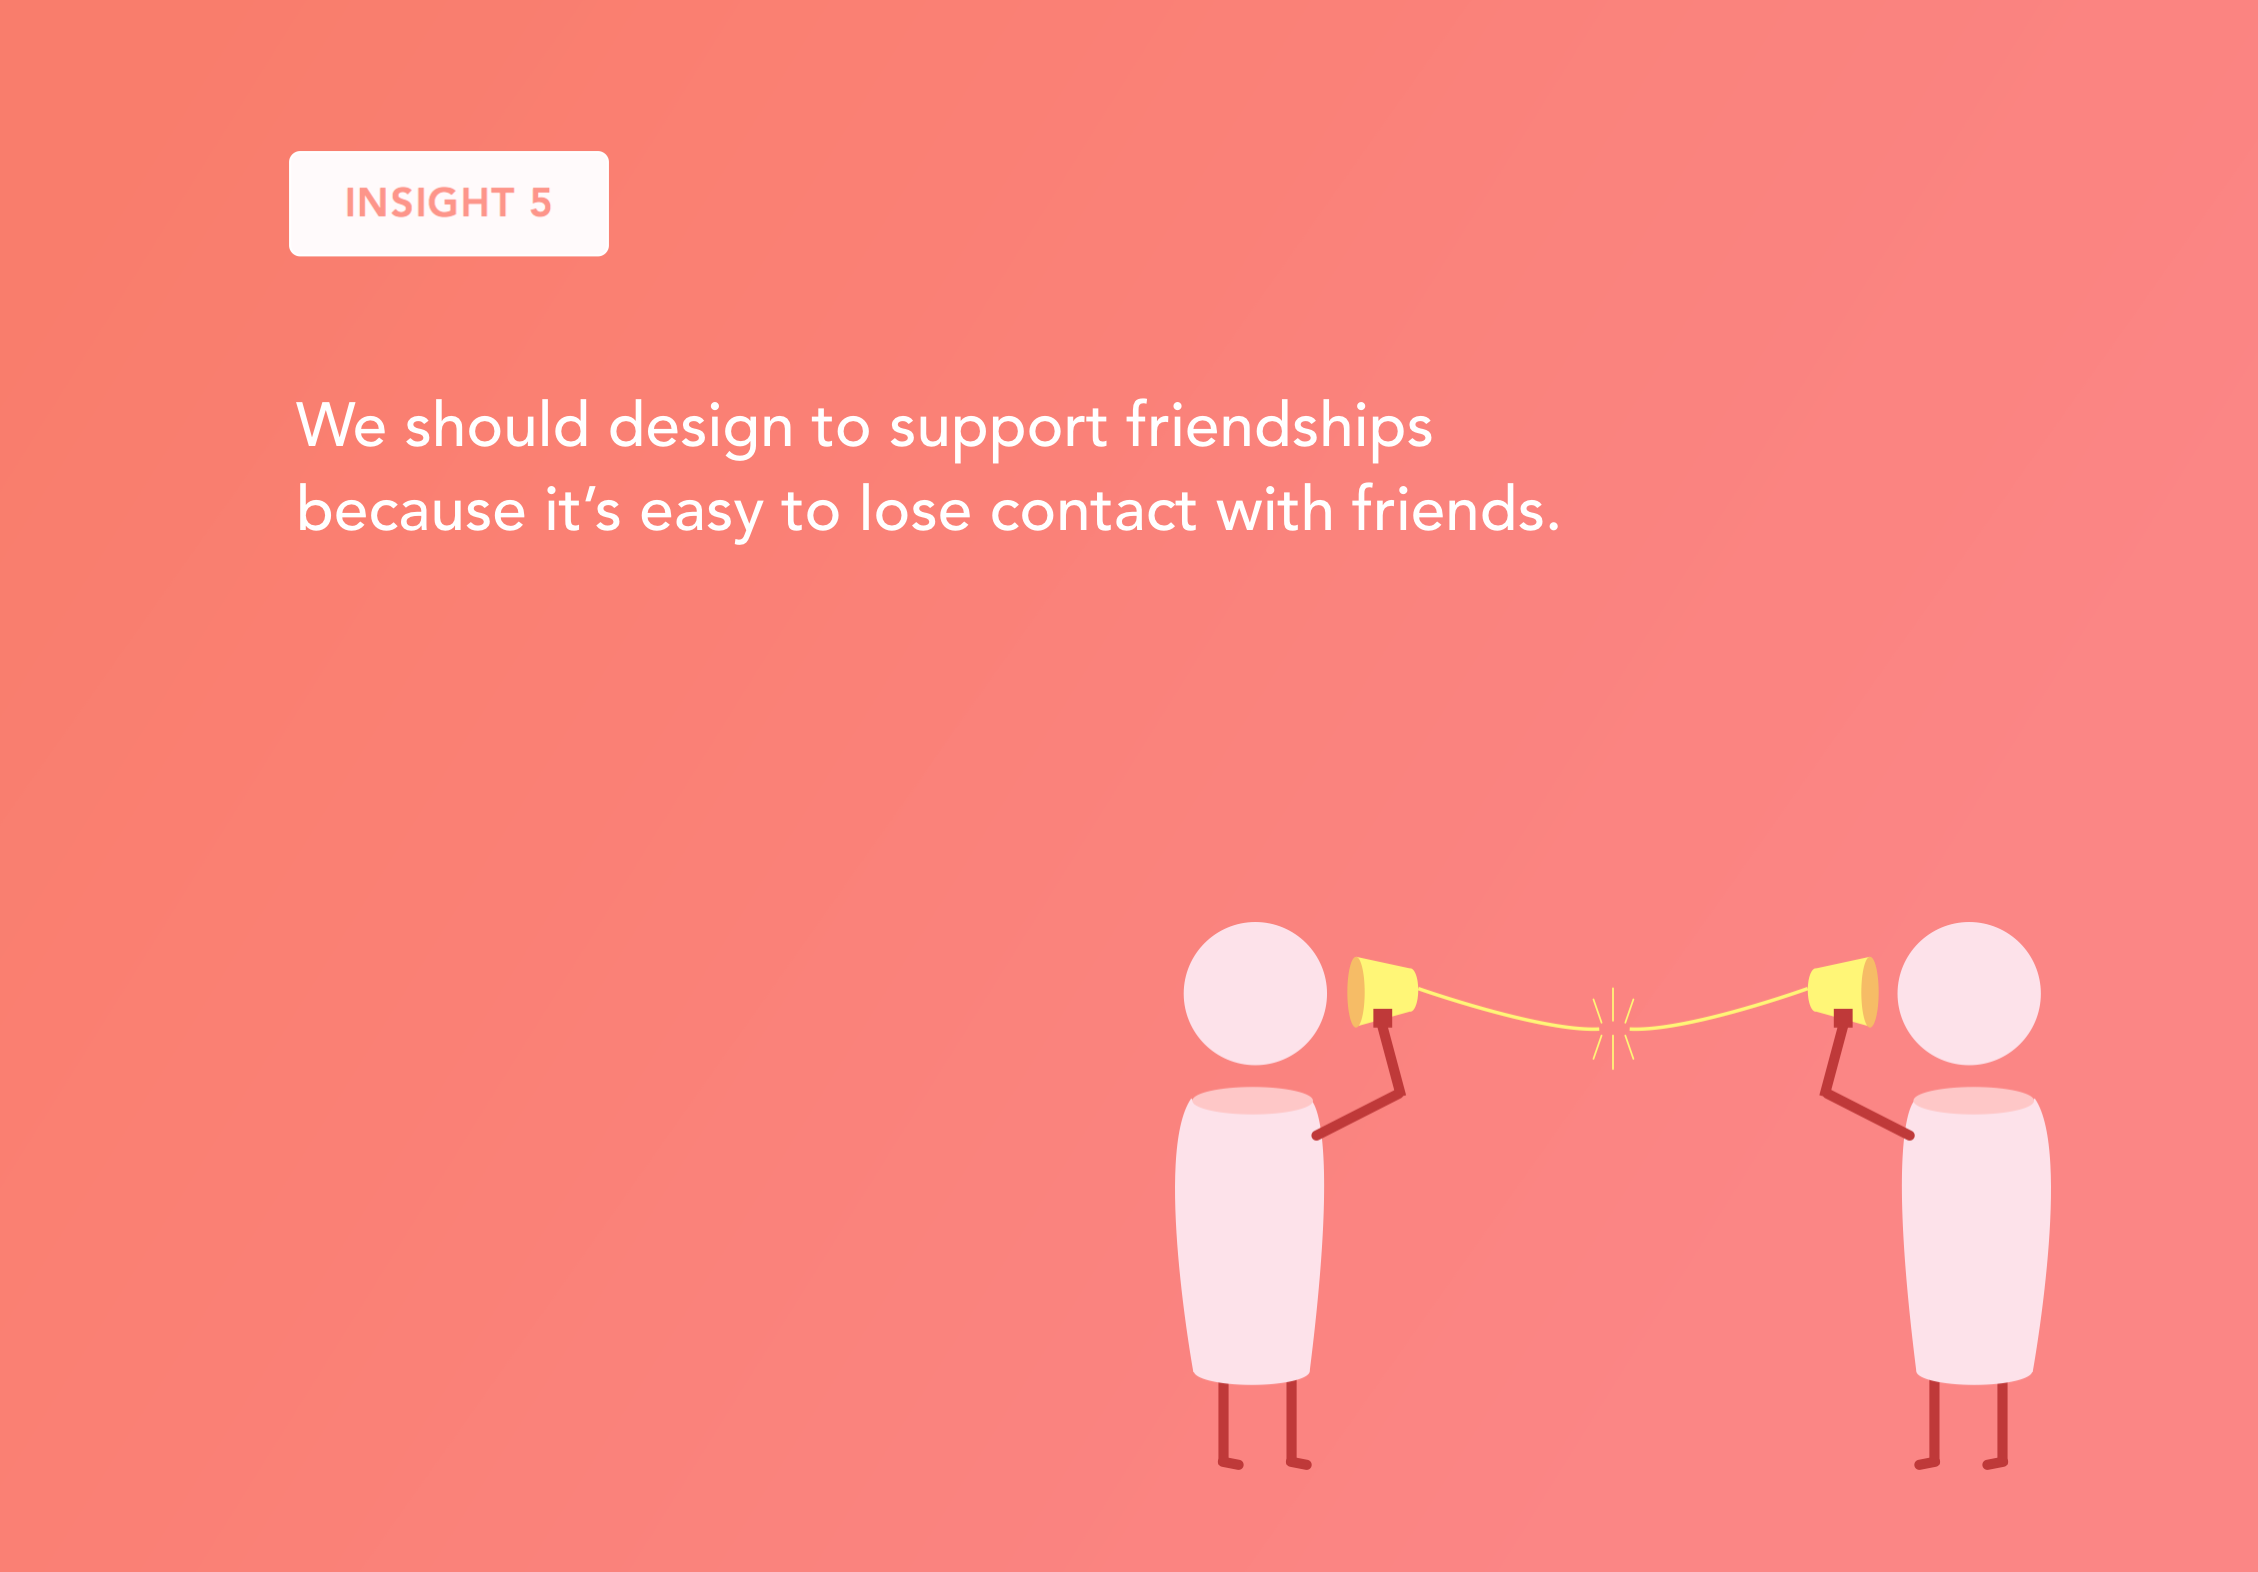 INSIGHT 5
We should design to support friendships
because it’s easy to lose contact with friends.